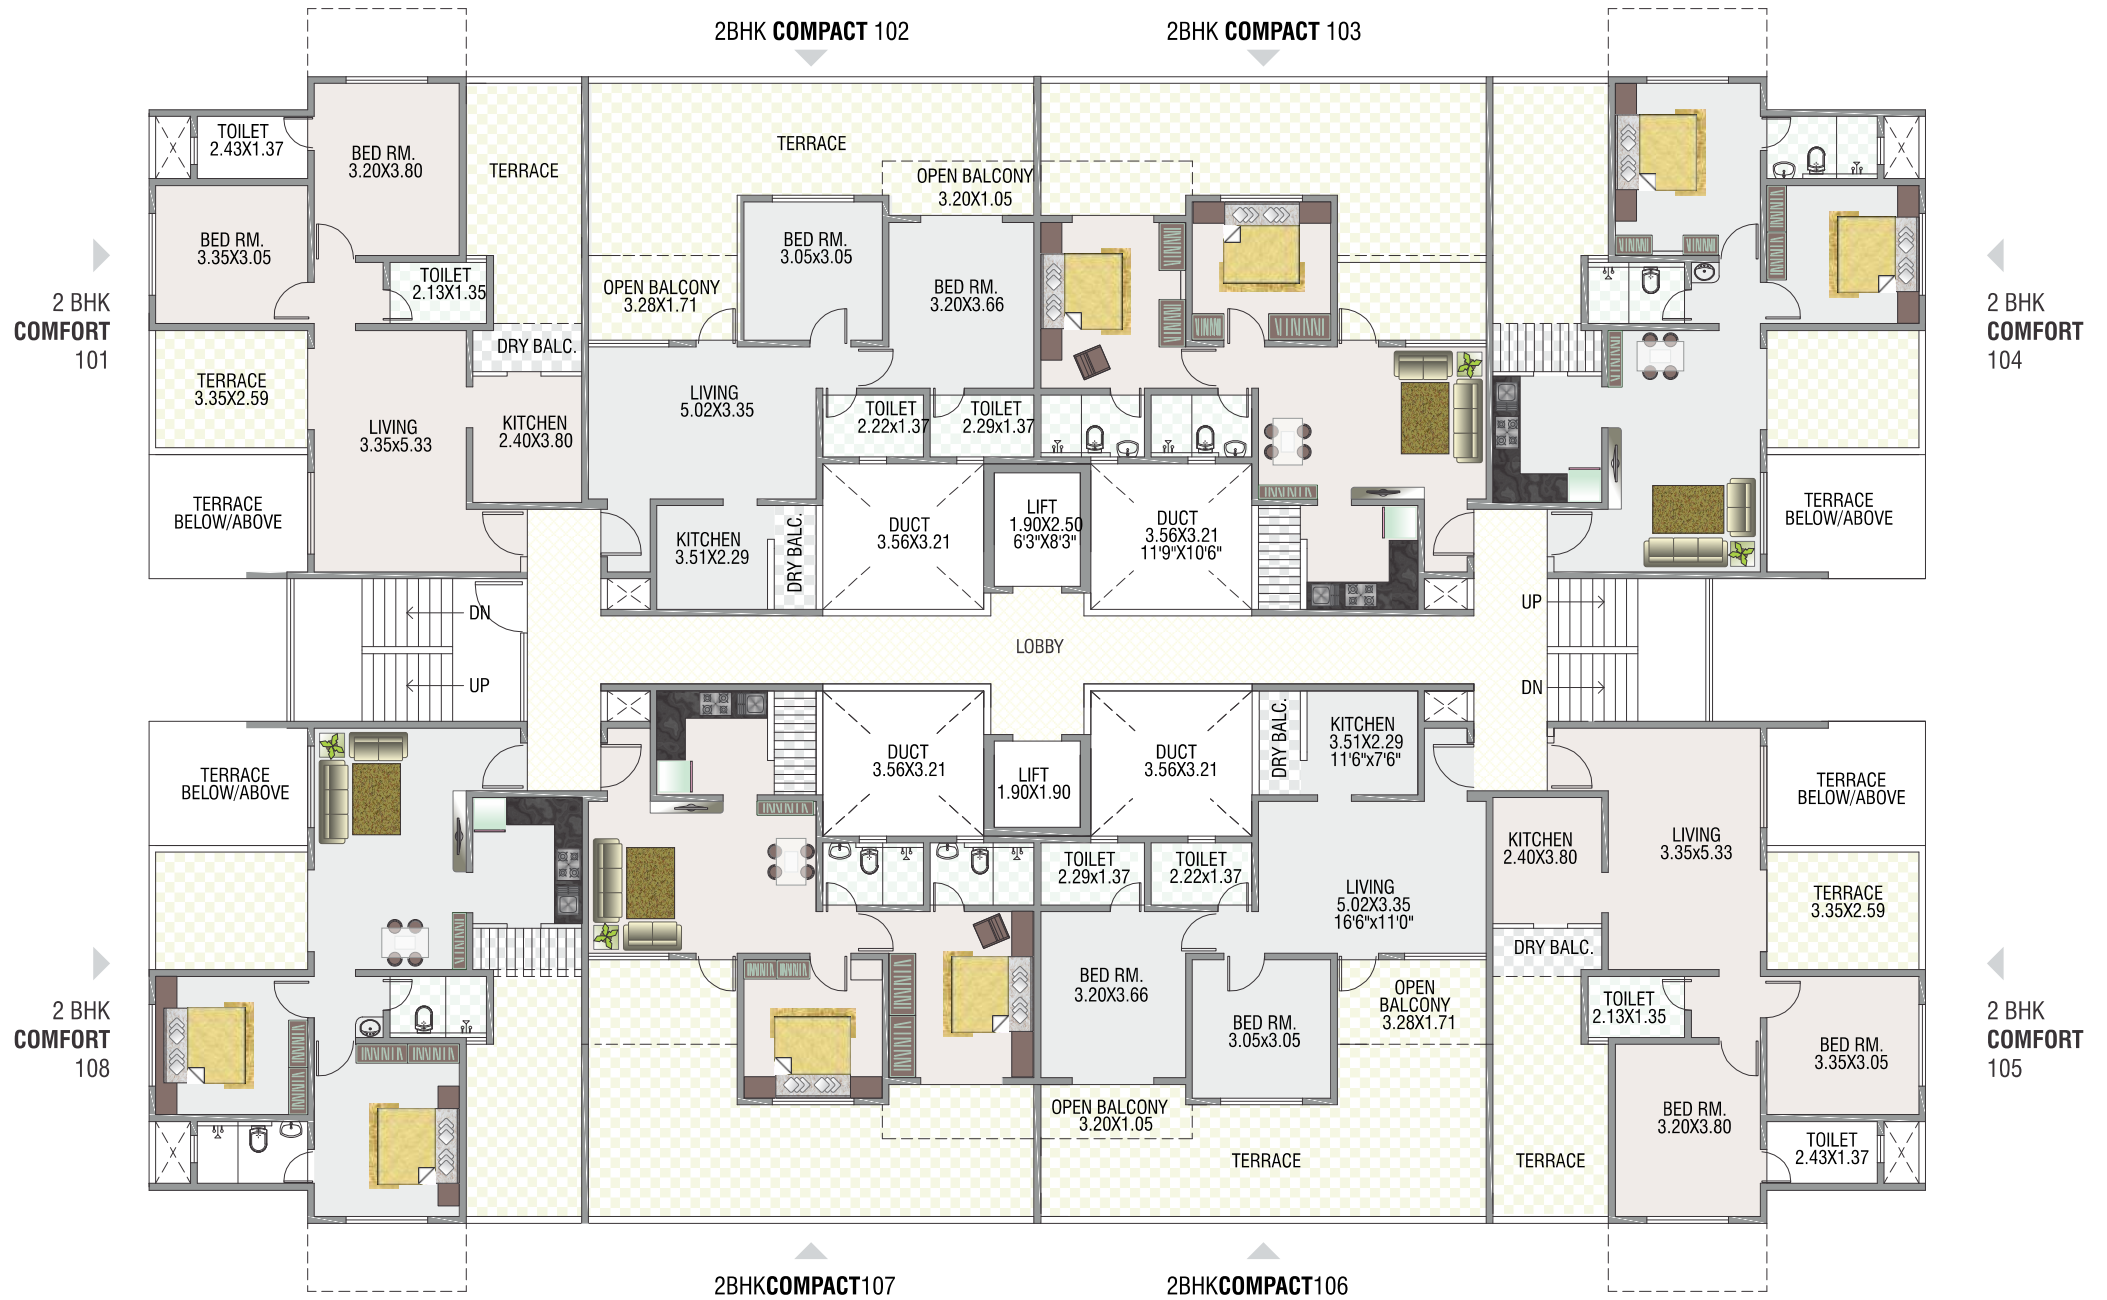 2BHK COMPACT 102
2BHK COMPACT 103
TOILET
2.43X1.37
BED RM.
3.20X3.80
TERRACE
TERRACE
OPEN BALCONY
3.20X1.05
BED RM.
3.35X3.05
TOILET
2.13X1.35
OPEN BALCONY
3.28X1.71
BED RM.
3.05x3.05
BED RM.
3.20X3.66
2 BHK
COMFORT
101
2 BHK
COMFORT
104
DRY BALC.
TERRACE
3.35X2.59
LIVING
3.35x5.33
KITCHEN
2.40X3.80
LIVING
5.02X3.35
TOILET
2.22x1.37
TOILET
2.29x1.37
TERRACE
BELOW/ABOVE
KITCHEN
3.51X2.29
DRY BALC.
DUCT
3.56X3.21
LIFT
1.90X2.50
6'3"X8'3"
DUCT
3.56X3.21
11'9"X10'6"
TERRACE
BELOW/ABOVE
DN
UP
LOBBY
UP
DN
TERRACE
BELOW/ABOVE
DUCT
3.56X3.21
LIFT
1.90X1.90
DUCT
3.56X3.21
DRY BALC.
KITCHEN
3.51X2.29
11'6"x7'6"
TERRACE
BELOW/ABOVE
TOILET
2.29x1.37
TOILET
2.22x1.37
LIVING
5.02X3.35
16'6"x11'0"
KITCHEN
2.40X3.80
LIVING
3.35x5.33
TERRACE
3.35X2.59
DRY BALC.
2 BHK
COMFORT
108
BED RM.
3.20X3.66
BED RM.
3.05x3.05
OPEN
BALCONY
3.28X1.71
TOILET
2.13X1.35
BED RM.
3.35X3.05
2 BHK
COMFORT
105
OPEN BALCONY
3.20X1.05
TERRACE
TERRACE
BED RM.
3.20X3.80
TOILET
2.43X1.37
2BHKCOMPACT107
2BHKCOMPACT106